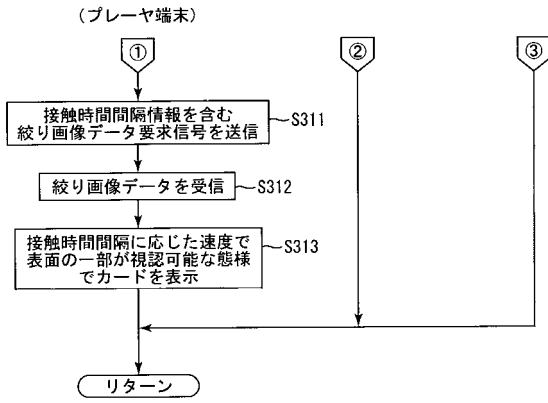 (プレーヤ端末)
① ② ③
接触時間間隔情報を含む
絞り画像データ要求信号を送信
S311
絞り画像データを受信
S312
接触時間間隔に応じた速度で
表面の一部が視認可能な態様
でカードを表示
S313
リターン